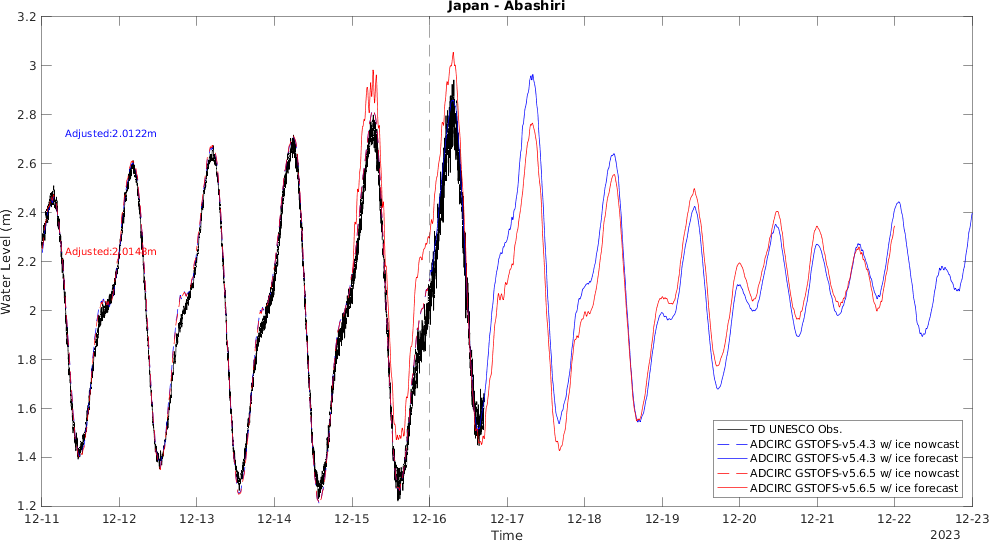 Japan - Abashiri
3.2
3
2.8
2.6
2.4
2.2
2
1.8
1.6
1.4
1.2
Water Level (m)
Adjusted:2.0122m
Adjusted:2.0143m
TD UNESCO Obs.
ADCIRC GSTOFS-v5.4.3 w/ ice nowcast
ADCIRC GSTOFS-v5.4.3 w/ ice forecast
ADCIRC GSTOFS-v5.6.5 w/ ice nowcast
ADCIRC GSTOFS-v5.6.5 w/ ice forecast
12-11 12-12 12-13 12-14 12-15 12-16 12-17 12-18 12-19 12-20 12-21 12-22 12-23
Time
2023